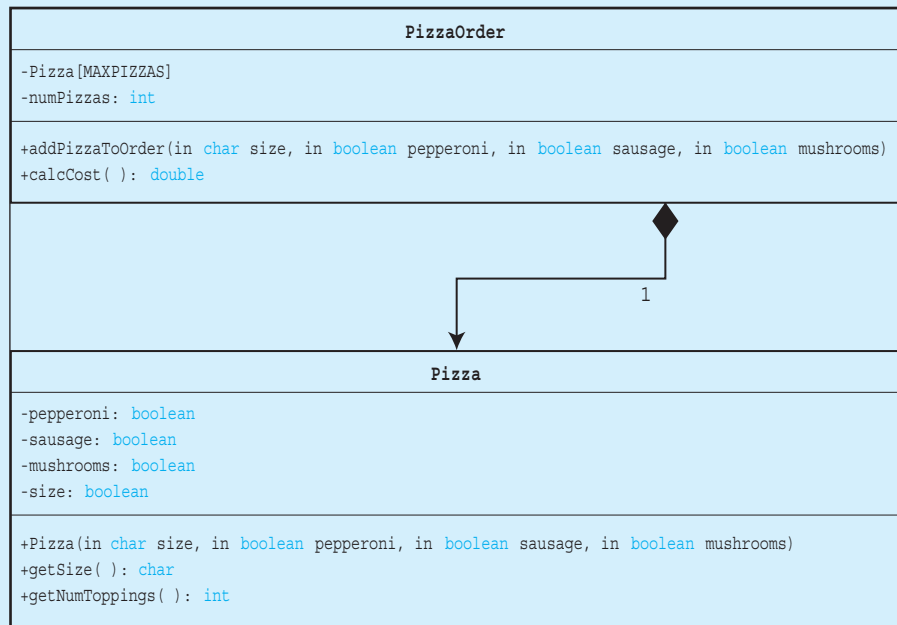 PizzaOrder
-Pizza[MAXPIZZAS]
-numPizzas: int
+addPizzaToOrder(in char size, in boolean pepperoni, in boolean sausage, in boolean mushrooms)
+calcCost( ): double
1
Pizza
-pepperoni: boolean
-sausage: boolean
-mushrooms: boolean
-size: boolean
+Pizza(in char size, in boolean pepperoni, in boolean sausage, in boolean mushrooms)
+getSize( ): char
+getNumToppings( ): int